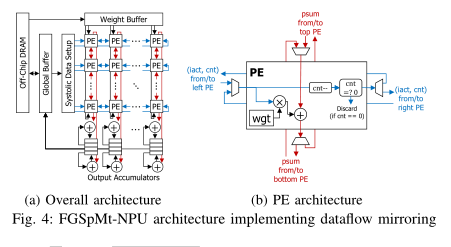 Weight Buffer
Off-Chip DRAM
Global Buffer
Systolic Data Setup
PE PE PE
PE PE PE
PE PE PE
Output Accumulators
(a) Overall architecture
psum
from/to
top PE
PE
(iact, cnt)
from/to
left PE
cnt--
cnt
=? 0
Discard
(if cnt == 0)
wgt
(iact, cnt)
from/to
right PE
psum
from/to
bottom PE
(b) PE architecture
Fig. 4: FGSpMt-NPU architecture implementing dataflow mirroring